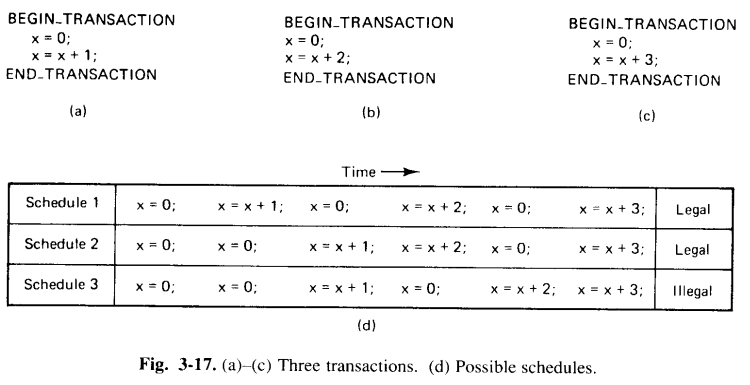 BEGIN_TRANSACTION
x = 0;
x = x + 1;
END_TRANSACTION
(a)
BEGIN_TRANSACTION
x = 0;
x = x + 2;
END_TRANSACTION
(b)
BEGIN_TRANSACTION
x = 0;
x = x + 3;
END_TRANSACTION
(c)
Time
Schedule 1 x = 0; x = x + 1; x = 0; x = x + 2; x = 0; x = x + 3; Legal
Schedule 2 x = 0; x = 0; x = x + 1; x = x + 2; x = 0; x = x + 3; Legal
Schedule 3 x = 0; x = 0; x = x + 1; x = 0; x = x + 2; x = x + 3; Illegal
(d)
Fig. 3-17. (a)–(c) Three transactions. (d) Possible schedules.